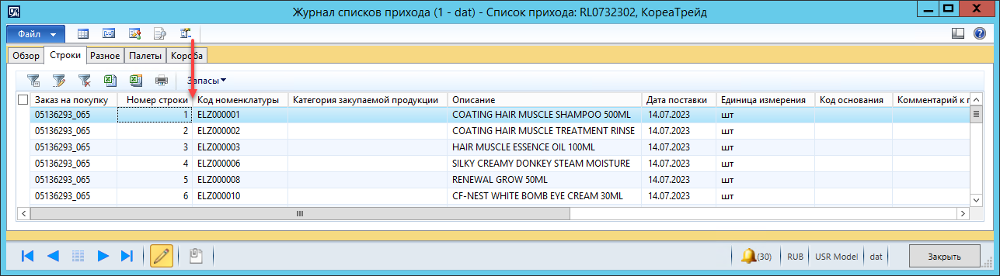 Журнал списков прихода (1 - dat) - Список прихода: RL0732302, КореаТрейд
Файл
Обзор Строки Разное Палеты Короба
Запасы
Заказ на покупку Номер строки Код номенклатуры Категория закупаемой продукции Описание Дата поставки Единица измерения Код основания Комментарий к г
05136293_065 1 ELZ000001 COATING HAIR MUSCLE SHAMPOO 500ML 14.07.2023 шт
05136293_065 2 ELZ000002 COATING HAIR MUSCLE TREATMENT RINSE 14.07.2023 шт
05136293_065 3 ELZ000003 HAIR MUSCLE ESSENCE OIL 100ML 14.07.2023 шт
05136293_065 4 ELZ000006 SILKY CREAMY DONKEY STEAM MOISTURE 14.07.2023 шт
05136293_065 5 ELZ000008 RENEWAL GROW 50ML 14.07.2023 шт
05136293_065 6 ELZ000010 CF-NEST WHITE BOMB EYE CREAM 30ML 14.07.2023 шт
(30) RUB USR Model dat Закрыть